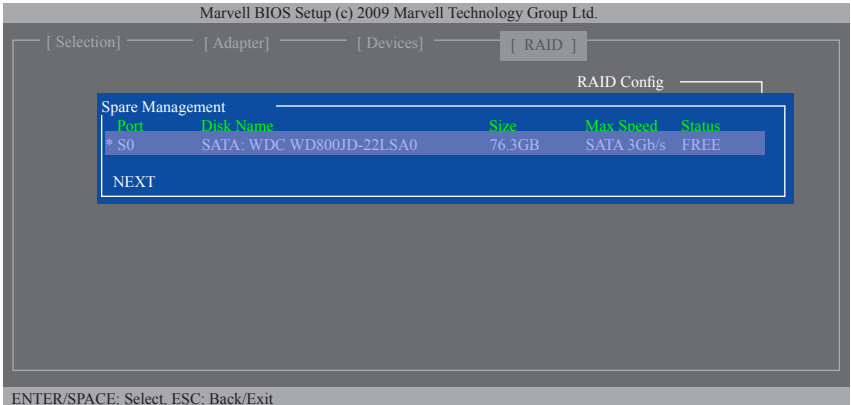 Marvell BIOS Setup (c) 2009 Marvell Technology Group Ltd.
[ Selection] [ Adapter] [ Devices] [ RAID ]
RAID Config
Spare Management
Port Disk Name Size Max Speed Status
* S0 SATA: WDC WD800JD-22LSA0 76.3GB SATA 3Gb/s FREE
NEXT
ENTER/SPACE: Select, ESC: Back/Exit